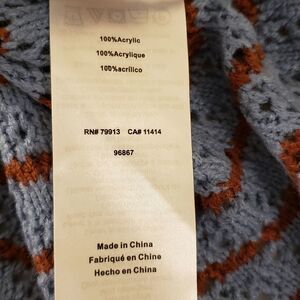 100%Acrylic
100%Acrylique
100%acrílico
RN# 79913 CA# 11414
96867
Made in China
Fabriqué en Chine
Hecho en China